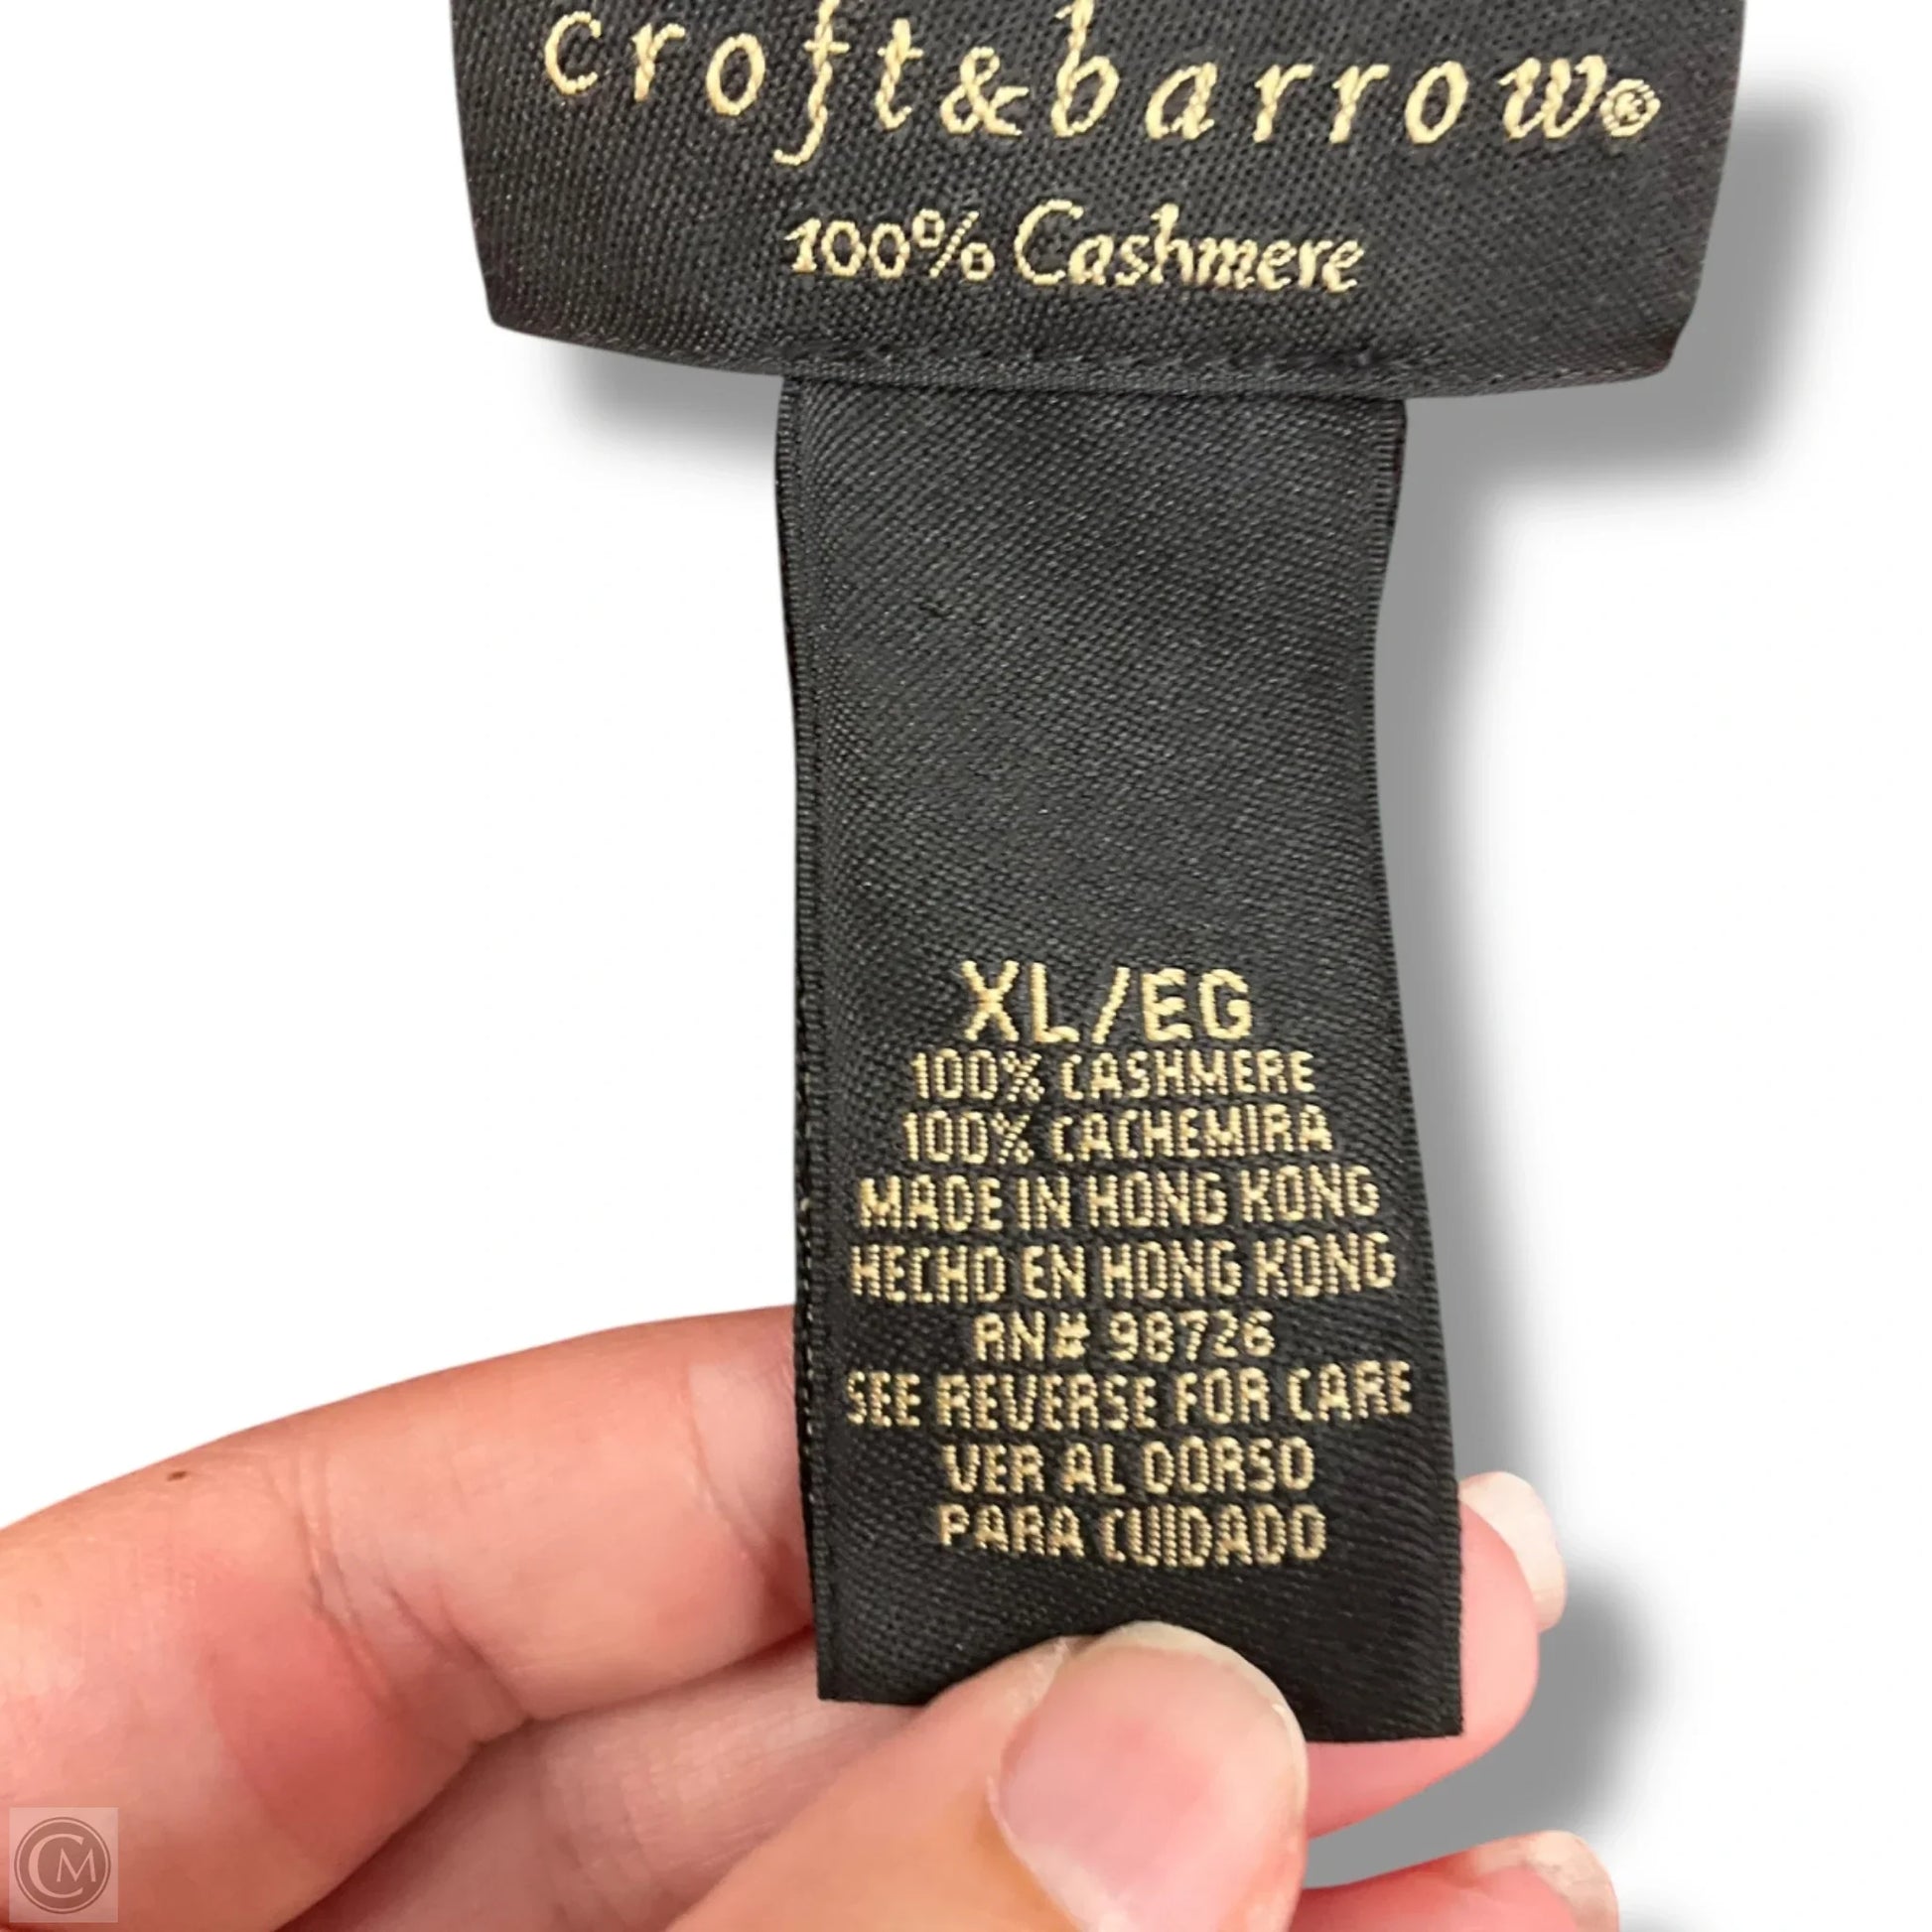 croft&barrow®
100% Cashmere
XL/EG
100% CASHMERE
100% CACHEMIRA
MADE IN HONG KONG
HECHO EN HONG KONG
RN# 98726
SEE REVERSE FOR CARE
VER AL DORSO
PARA CUIDADO
CM